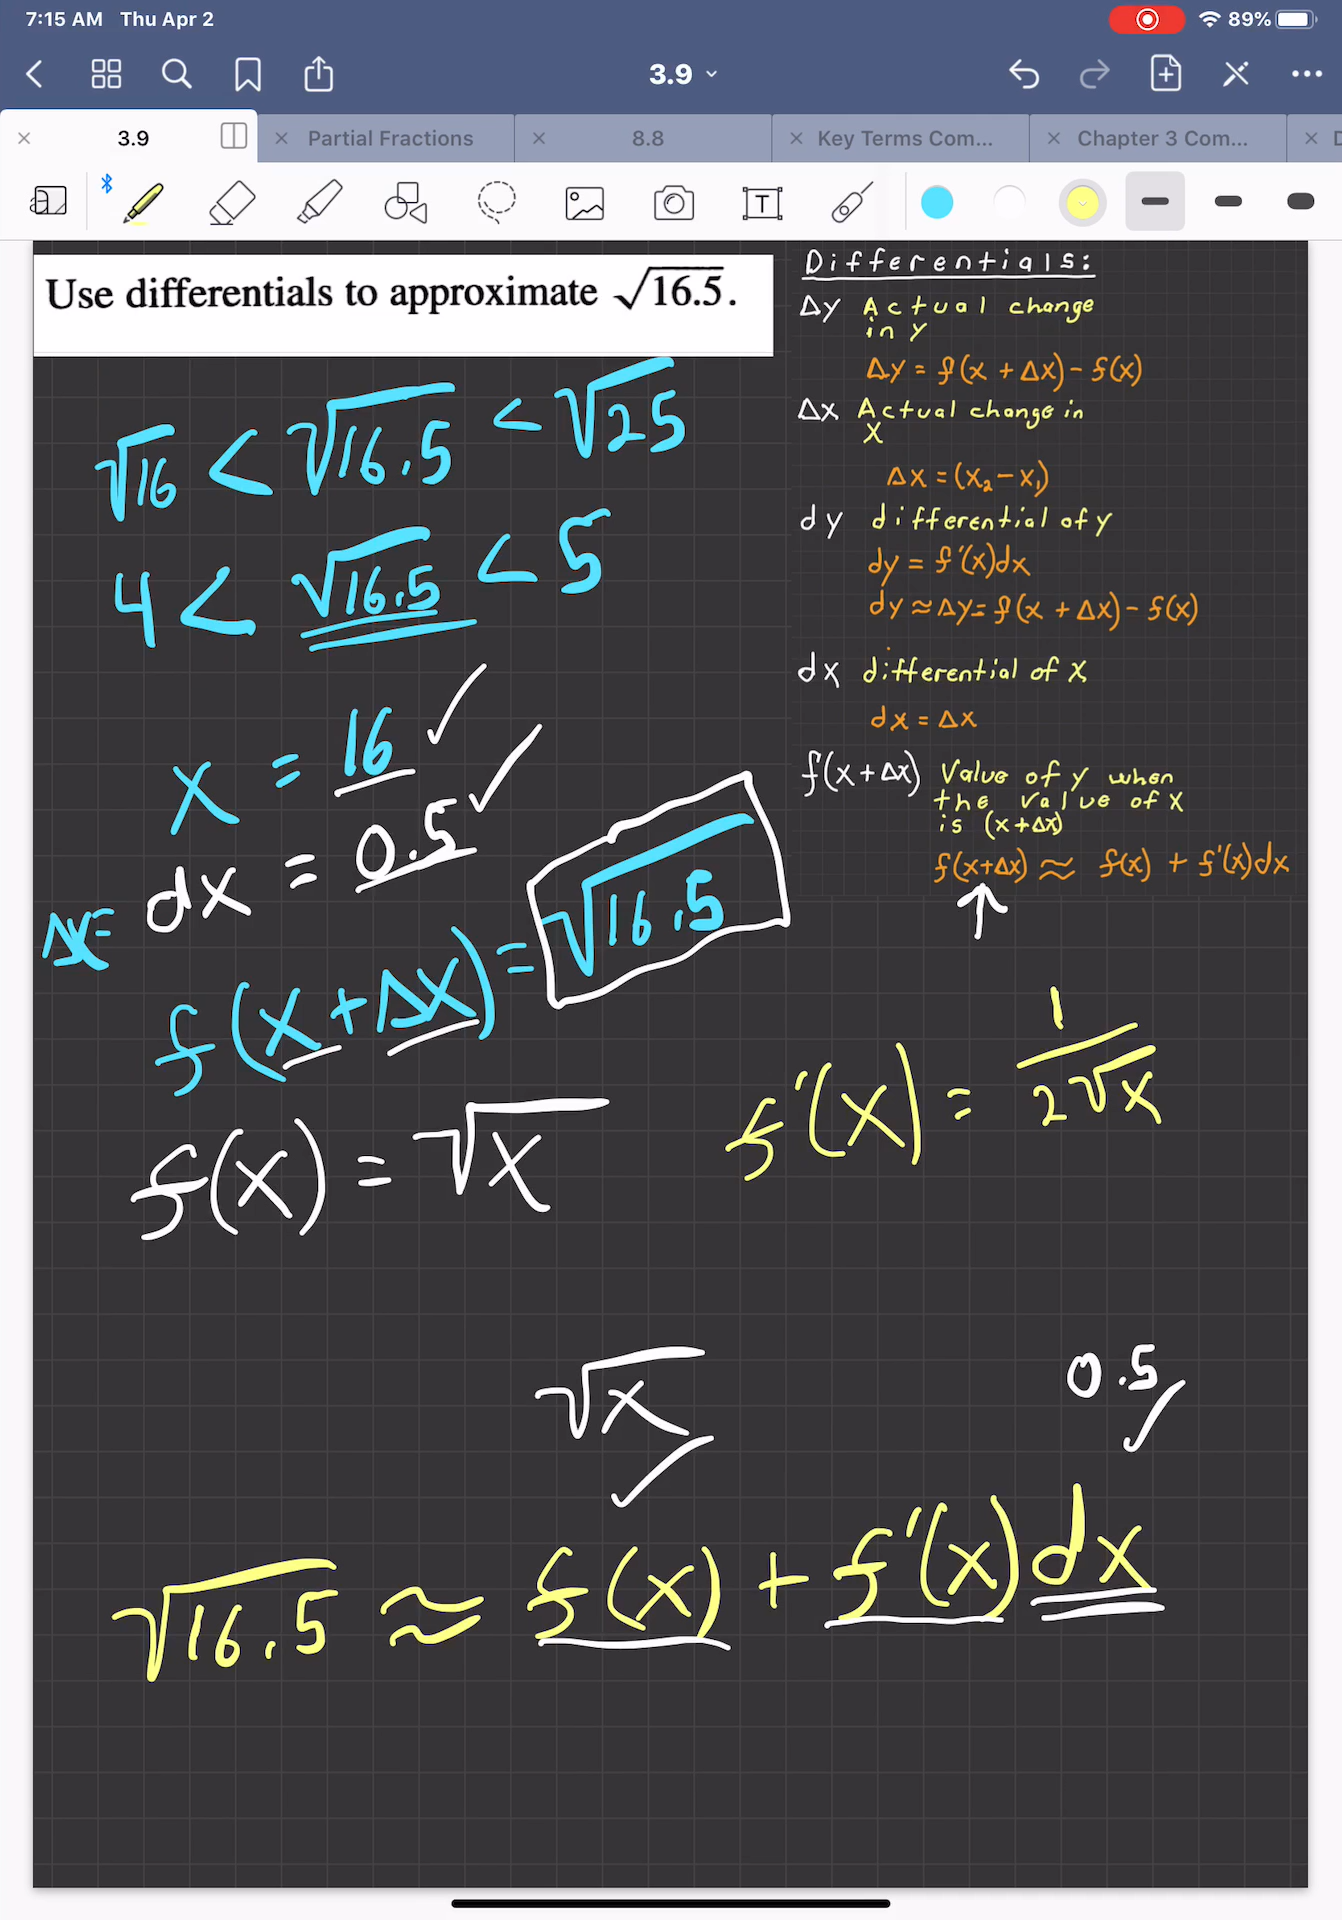 7:15 AM Thu Apr 2
89%
3.9
3.9
Partial Fractions
8.8
Key Terms Com...
Chapter 3 Com...
Use differentials to approximate √16.5.
√16 < √16.5 < √25
4 < √16.5 < 5
x = 16
dx = 0.5
Δx =
f(x+Δx) = √16.5
f(x) = √x
Differentials:
Δy Actual change
in y
Δy = f(x + Δx) - f(x)
Δx Actual change in
x
Δx = (x₂ - x₁)
dy differential of y
dy = f'(x)dx
dy ≈ Δy = f(x + Δx) - f(x)
dx differential of x
dx = Δx
f(x+Δx) Value of y when
the value of x
is (x+Δx)
f(x+Δx) ≈ f(x) + f'(x)dx
f'(x) = 1/2√x
√x
0.5
√16.5 ≈ f(x) + f'(x)dx